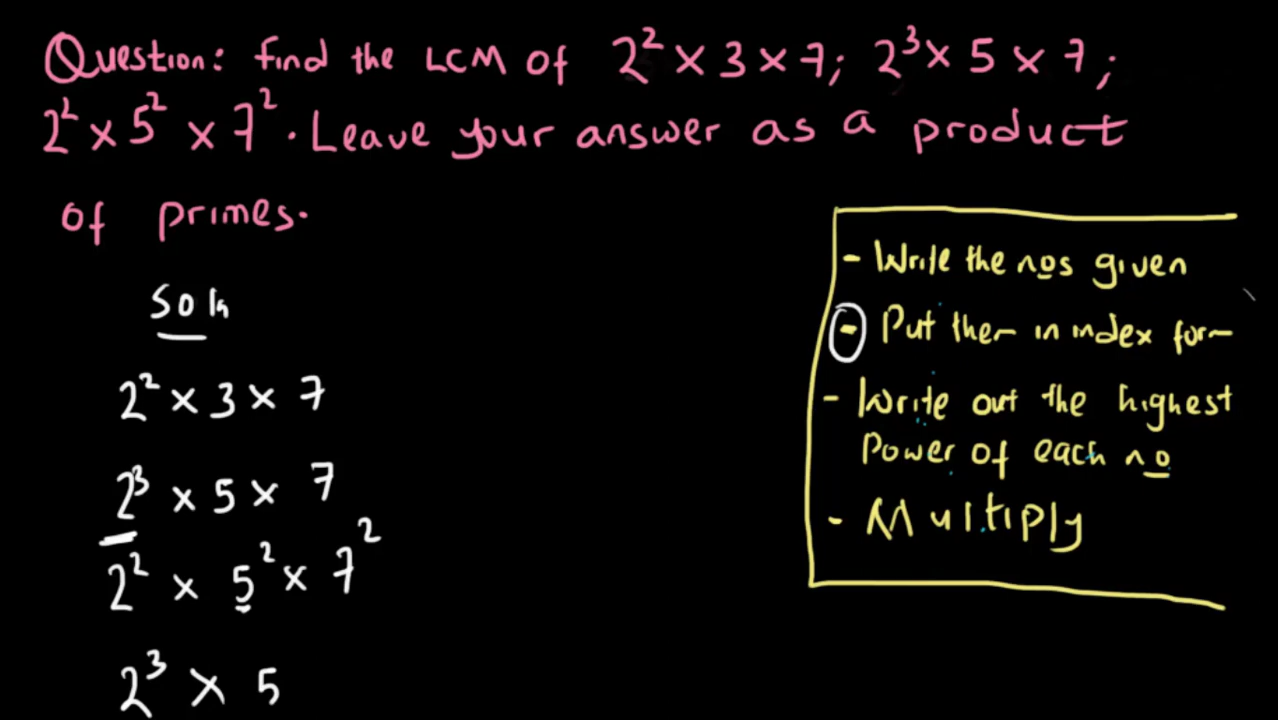 Question: find the LCM of 2² × 3 × 7; 2³ × 5 × 7;
2² × 5² × 7². Leave your answer as a product
of primes.
Soln
2² × 3 × 7
2³ × 5 × 7
2² × 5² × 7²
2³ × 5
- Write the nos given
- Put them in index form
- Write out the highest
Power of each no
- Multiply